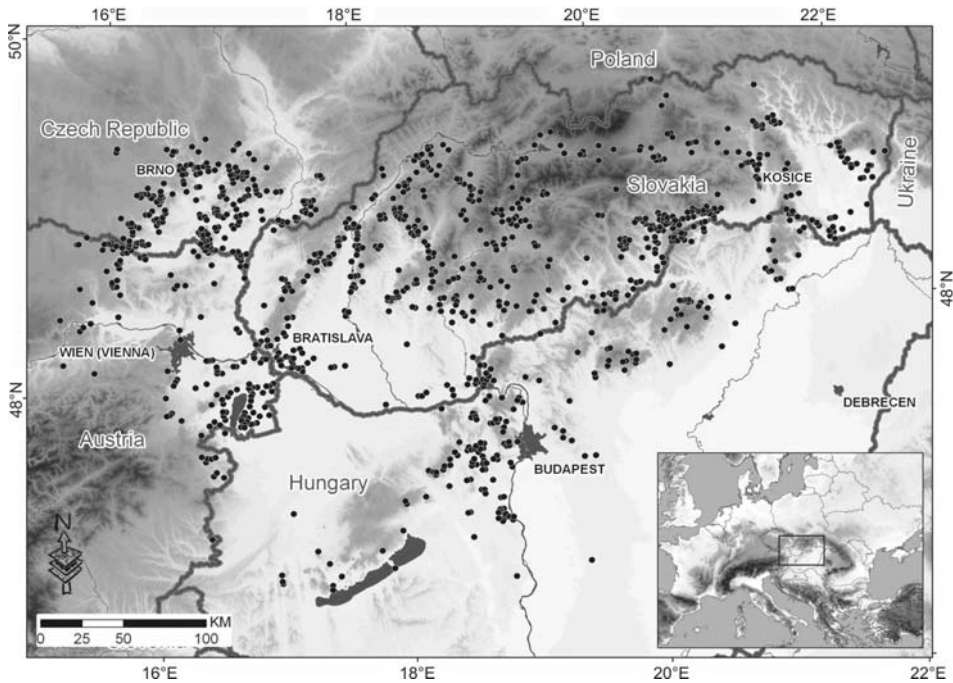 16°E 18°E 20°E 22°E
50°N
Poland
Czech Republic
BRNO
Slovakia
KOSICE
Ukraine
48°N
BRATISLAVA
WIEN (VIENNA)
48°N
DEBRECEN
Austria
BUDAPEST
Hungary
N
KM
0 25 50 100
16°E 18°E 20°E 22°E